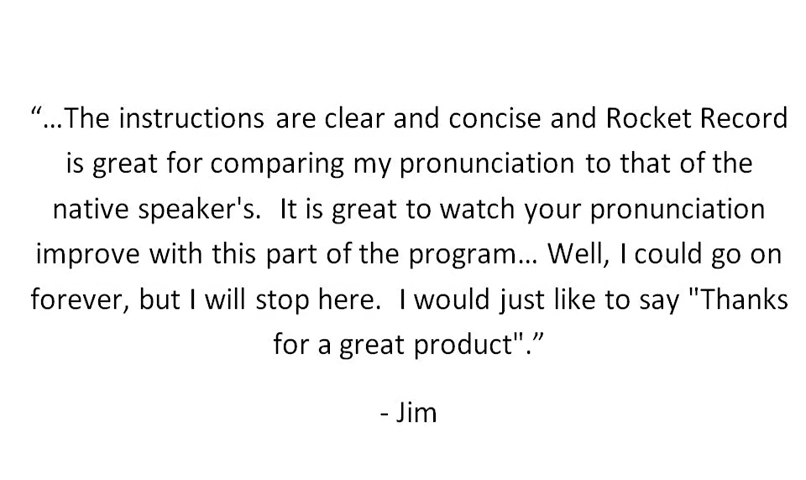 “...The instructions are clear and concise and Rocket Record
is great for comparing my pronunciation to that of the
native speaker's.  It is great to watch your pronunciation
improve with this part of the program... Well, I could go on
forever, but I will stop here.  I would just like to say "Thanks
for a great product".”
- Jim